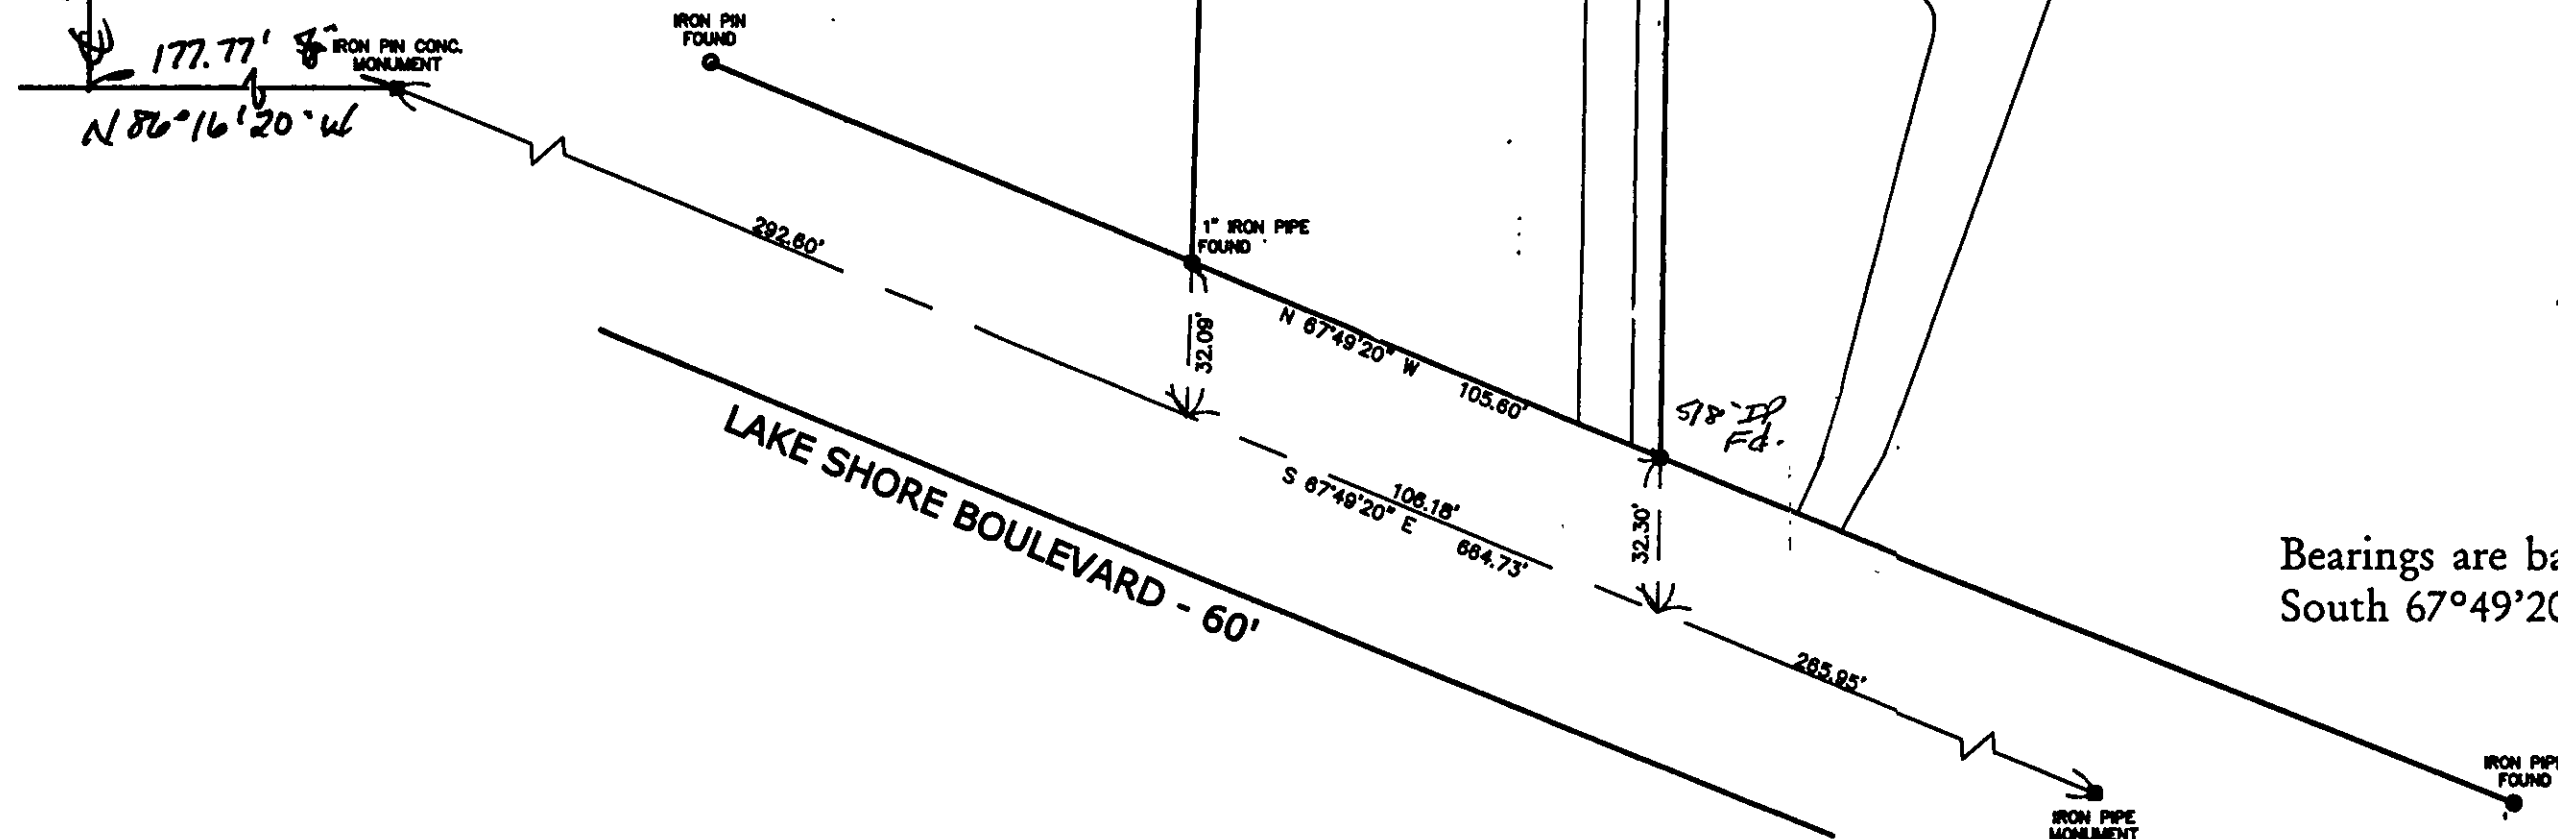 IRON PIN
FOUND
177.77'
IRON PIN CONC.
MONUMENT
N 86°16'20" W
292.60'
1" IRON PIPE
FOUND
32.09'
N 67°49'20" W 105.60'
5/8" IP
Fd.
106.18'
S 67°49'20" E 664.73'
32.30'
LAKE SHORE BOULEVARD - 60'
Bearings are ba
South 67°49'20
265.95'
IRON PIPE
FOUND
IRON PIPE
MONUMENT